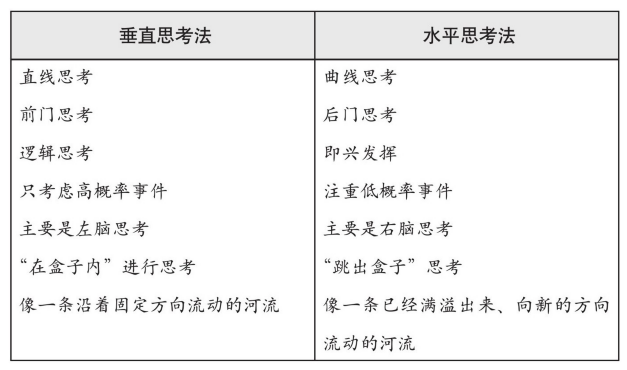 垂直思考法
水平思考法
直线思考
曲线思考
前门思考
后门思考
逻辑思考
即兴发挥
只考虑高概率事件
注重低概率事件
主要是左脑思考
主要是右脑思考
“在盒子内”进行思考
“跳出盒子”思考
像一条沿着固定方向流动的河流
像一条已经满溢出来、向新的方向
流动的河流